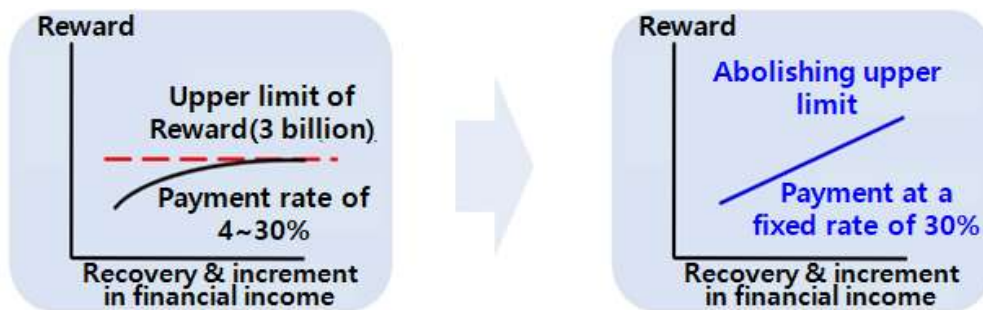 Reward
Upper limit of
Reward(3 billion)
Payment rate of
4~30%
Recovery & increment
in financial income
Reward
Abolishing upper
limit
Payment at a
fixed rate of 30%
Recovery & increment
in financial income